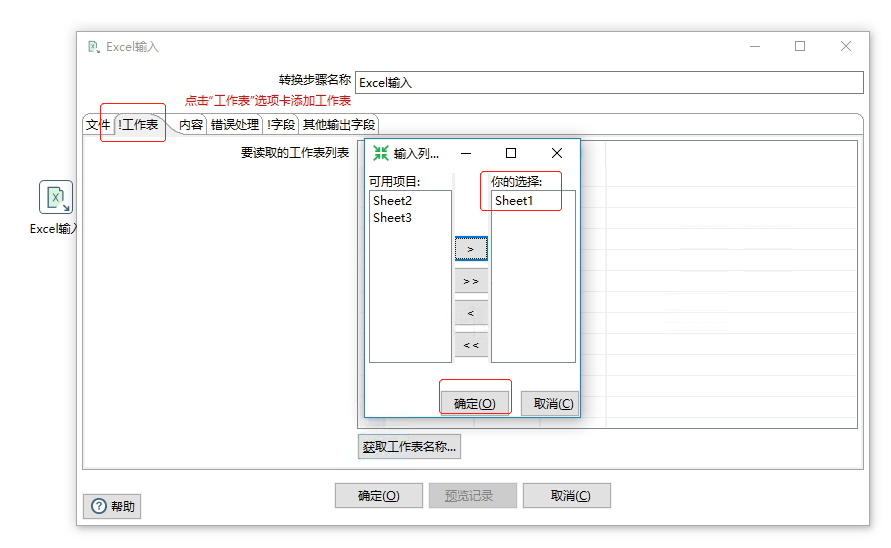 Excel输入
转换步骤名称 Excel输入
点击“工作表”选项卡添加工作表
文件 !工作表 内容 错误处理 !字段 其他输出字段
要读取的工作表列表
输入列...
可用项目: 你的选择:
Sheet2 Sheet1
Sheet3
>
>>
<
<<
确定(O) 取消(C)
Excel输入
获取工作表名称...
确定(O) 预览记录 取消(C)
帮助